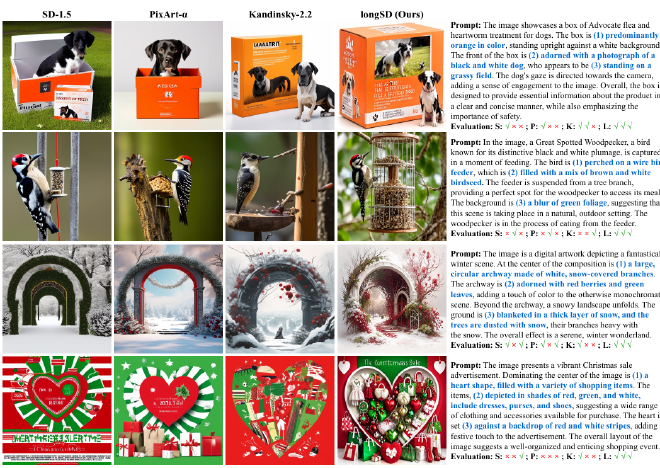 SD-1.5
PixArt-α
Kandinsky-2.2
longSD (Ours)
Prompt: The image showcases a box of Advocate flea and
heartworm treatment for dogs. The box is (1) predominantly
orange in color, standing upright against a white background
The front of the box is (2) adorned with a photograph of a
black and white dog, who appears to be (3) standing on a
grassy field. The dog's gaze is directed towards the camera,
adding a sense of engagement to the image. Overall, the box i
designed to provide essential information about the product in
a clear and concise manner, while also emphasizing the
importance of safety.
Evaluation: S: √ × × ; P: √ × × ; K: √ √ × ; L: √ √ √
Prompt: In the image, a Great Spotted Woodpecker, a bird
known for its distinctive black and white plumage, is captured
in a moment of feeding. The bird is (1) perched on a wire bir
feeder, which is (2) filled with a mix of brown and white
birdseed. The feeder is suspended from a tree branch,
providing a perfect spot for the woodpecker to access its meal
The background is (3) a blur of green foliage, suggesting tha
this scene is taking place in a natural, outdoor setting. The
woodpecker is in the process of eating from the feeder.
Evaluation: S: × √ × ; P: × √ × ; K: × × √ ; L: √ √ √
Prompt: The image is a digital artwork depicting a fantastical
winter scene. At the center of the composition is (1) a large,
circular archway made of white, snow-covered branches.
The archway is (2) adorned with red berries and green
leaves, adding a touch of color to the otherwise monochromat
scene. Beyond the archway, a snowy landscape unfolds. The
ground is (3) blanketed in a thick layer of snow, and the
trees are dusted with snow, their branches heavy with
the snow. The overall effect is a serene, winter wonderland.
Prompt: The image presents a vibrant Christmas sale
advertisement. Dominating the center of the image is (1) a
heart shape, filled with a variety of shopping items. The
items, (2) depicted in shades of red, green, and white,
include dresses, purses, and shoes, suggesting a wide range
of clothing and accessories available for purchase. The heart i
set (3) against a backdrop of red and white stripes, adding
festive touch to the advertisement. The overall layout of the
image suggests a well-organized and enticing shopping event.